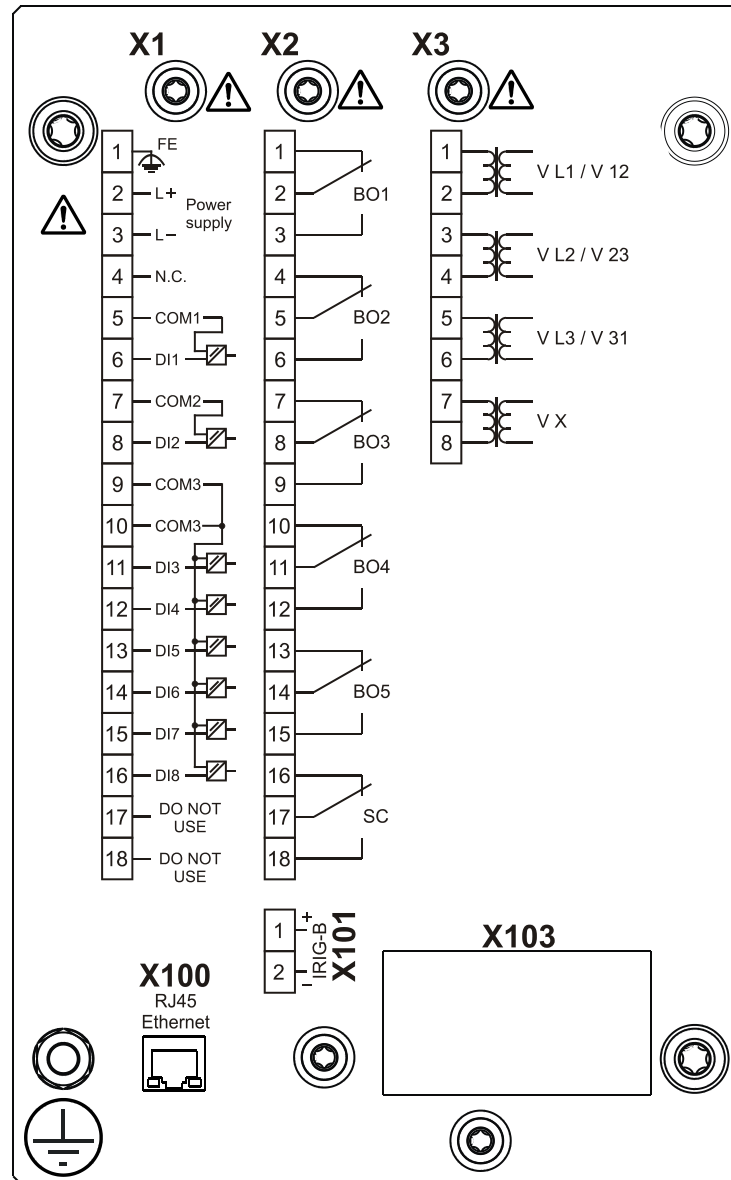 X1
X2
X3
1
FE
2
L+
Power
supply
3
L−
4
N.C.
5
COM1
6
DI1
7
COM2
8
DI2
9
COM3
10
COM3
11
DI3
12
DI4
13
DI5
14
DI6
15
DI7
16
DI8
17
DO NOT
USE
18
DO NOT
USE
1
2
BO1
3
4
5
BO2
6
7
8
BO3
9
10
11
BO4
12
13
14
BO5
15
16
17
SC
18
1
V L1 / V 12
2
3
V L2 / V 23
4
5
V L3 / V 31
6
7
V X
8
1
+
2
−
IRIG-B
X101
X100
RJ45
Ethernet
X103